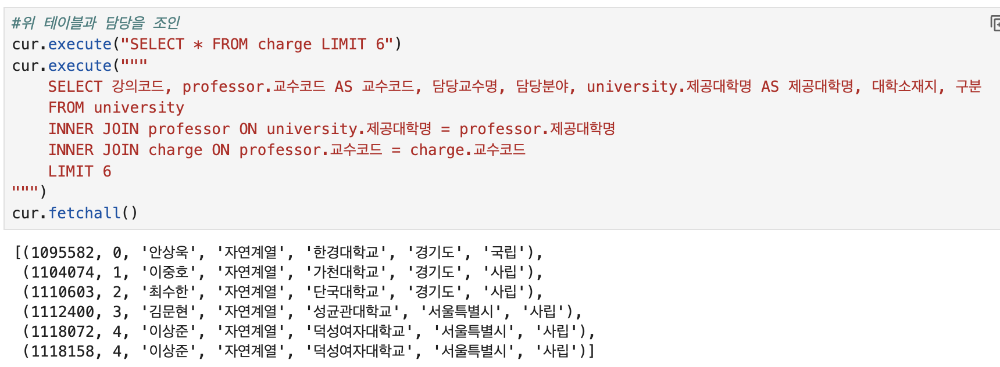 #위 테이블과 담당을 조인
cur.execute("SELECT * FROM charge LIMIT 6")
cur.execute("""
    SELECT 강의코드, professor.교수코드 AS 교수코드, 담당교수명, 담당분야, university.제공대학명 AS 제공대학명, 대학소재지, 구분
    FROM university
    INNER JOIN professor ON university.제공대학명 = professor.제공대학명
    INNER JOIN charge ON professor.교수코드 = charge.교수코드
    LIMIT 6
""")
cur.fetchall()
[(1095582, 0, '안상욱', '자연계열', '한경대학교', '경기도', '국립'),
 (1104074, 1, '이중호', '자연계열', '가천대학교', '경기도', '사립'),
 (1110603, 2, '최수한', '자연계열', '단국대학교', '경기도', '사립'),
 (1112400, 3, '김문현', '자연계열', '성균관대학교', '서울특별시', '사립'),
 (1118072, 4, '이상준', '자연계열', '덕성여자대학교', '서울특별시', '사립'),
 (1118158, 4, '이상준', '자연계열', '덕성여자대학교', '서울특별시', '사립')]